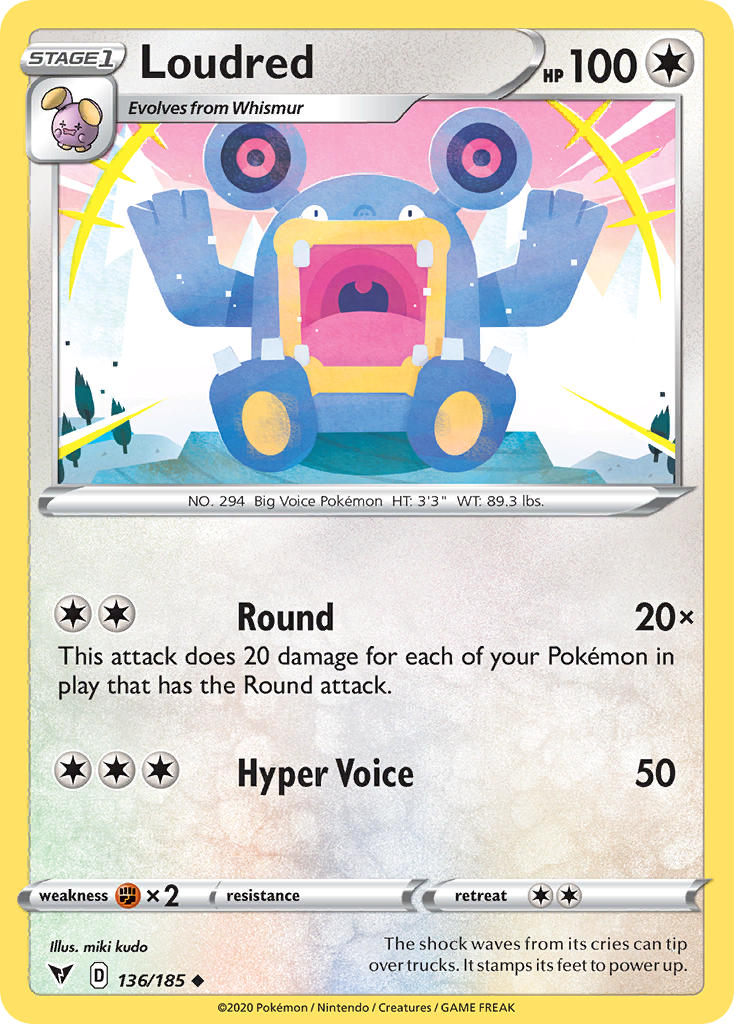 STAGE1
Loudred
HP 100
Evolves from Whismur
NO. 294 Big Voice Pokémon HT: 3'3" WT: 89.3 lbs.
Round 20×
This attack does 20 damage for each of your Pokémon in
play that has the Round attack.
Hyper Voice 50
weakness ×2 resistance retreat
Illus. miki kudo
The shock waves from its cries can tip
over trucks. It stamps its feet to power up.
D 136/185
©2020 Pokémon / Nintendo / Creatures / GAME FREAK